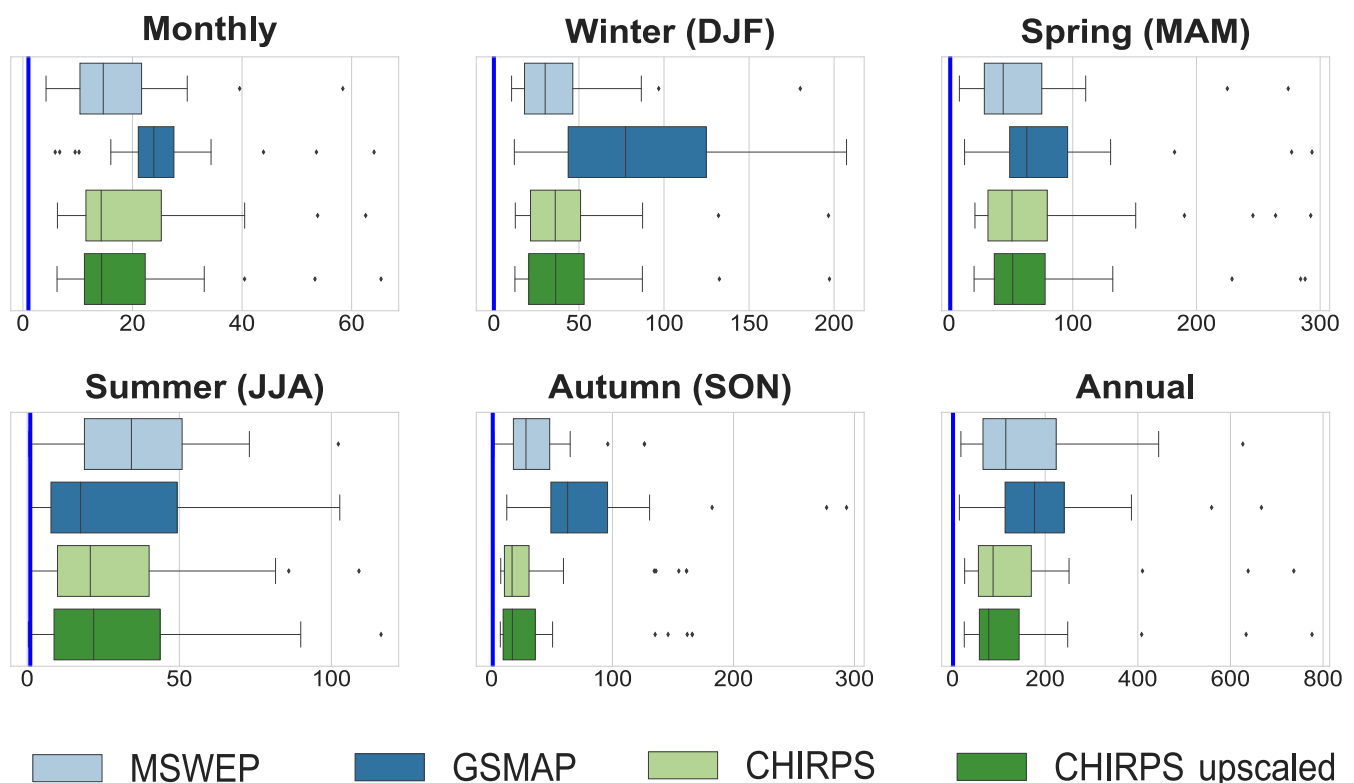 Monthly Winter (DJF) Spring (MAM)
0 20 40 60 0 50 100 150 200 0 100 200 300
Summer (JJA) Autumn (SON) Annual
0 50 100 0 100 200 300 0 200 400 600 800
MSWEP GSMAP CHIRPS CHIRPS upscaled